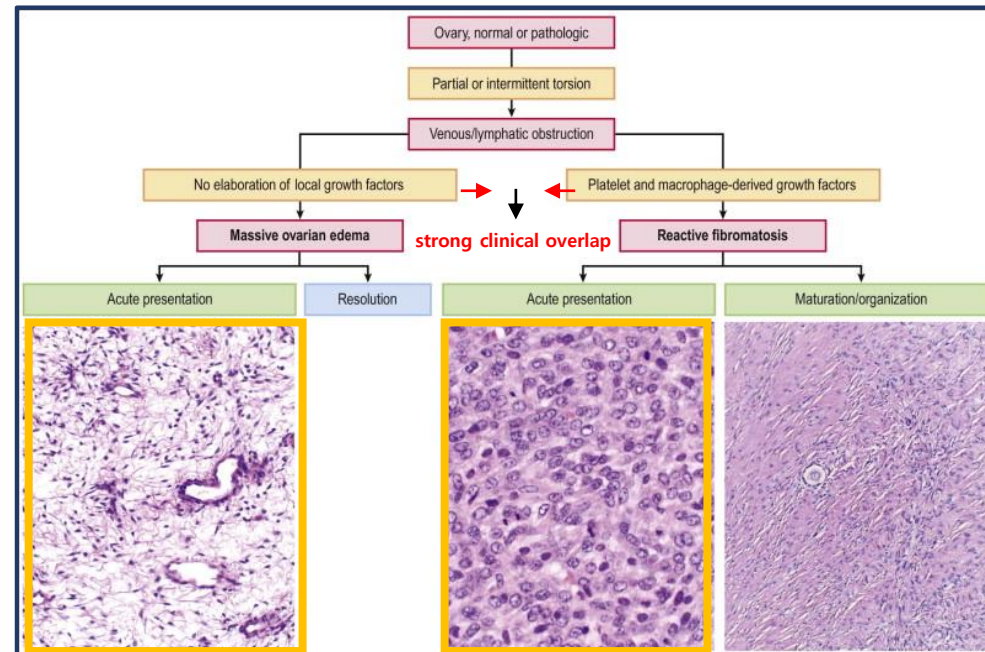 Ovary, normal or pathologic
Partial or intermittent torsion
Venous/lymphatic obstruction
No elaboration of local growth factors
Platelet and macrophage-derived growth factors
Massive ovarian edema
strong clinical overlap
Reactive fibromatosis
Acute presentation
Resolution
Acute presentation
Maturation/organization